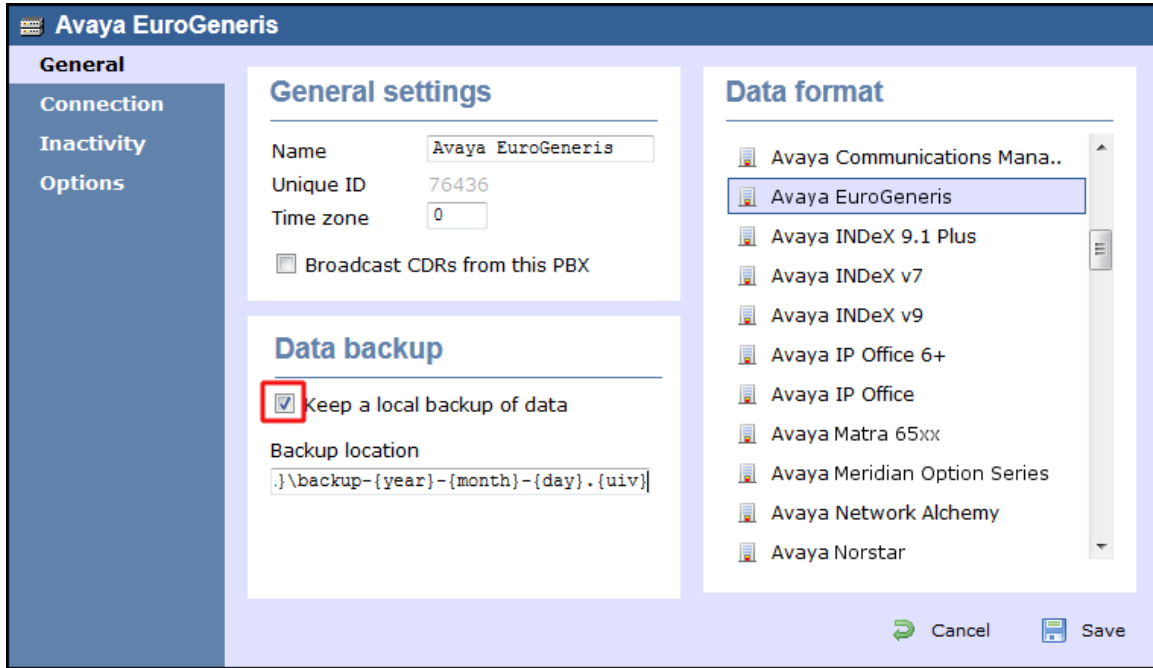 Avaya EuroGeneris
General
Connection
Inactivity
Options
General settings
Name Avaya EuroGeneris
Unique ID 76436
Time zone 0
Broadcast CDRs from this PBX
Data backup
Keep a local backup of data
Backup location
.}\backup-{year}-{month}-{day}.{uiv}
Data format
Avaya Communications Mana..
Avaya EuroGeneris
Avaya INDeX 9.1 Plus
Avaya INDeX v7
Avaya INDeX v9
Avaya IP Office 6+
Avaya IP Office
Avaya Matra 65xx
Avaya Meridian Option Series
Avaya Network Alchemy
Avaya Norstar
Cancel Save